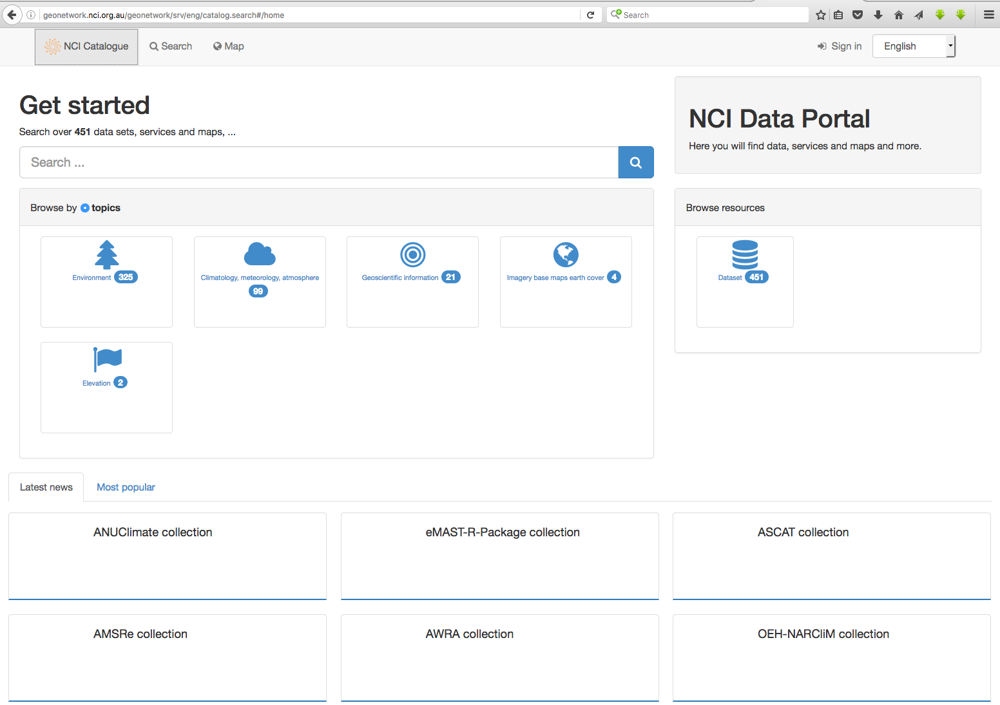 geonetwork.nci.org.au/geonetwork/srv/eng/catalog.search#/home
Search
NCI Catalogue
Search
Map
Sign in
English
Get started
Search over 451 data sets, services and maps, ...
Search ...
NCI Data Portal
Here you will find data, services and maps and more.
Browse by topics
Environment 325
Climatology, meteorology, atmosphere
99
Geoscientific information 21
Imagery base maps earth cover 4
Elevation 2
Browse resources
Dataset 451
Latest news
Most popular
ANUClimate collection
eMAST-R-Package collection
ASCAT collection
AMSRe collection
AWRA collection
OEH-NARCliM collection